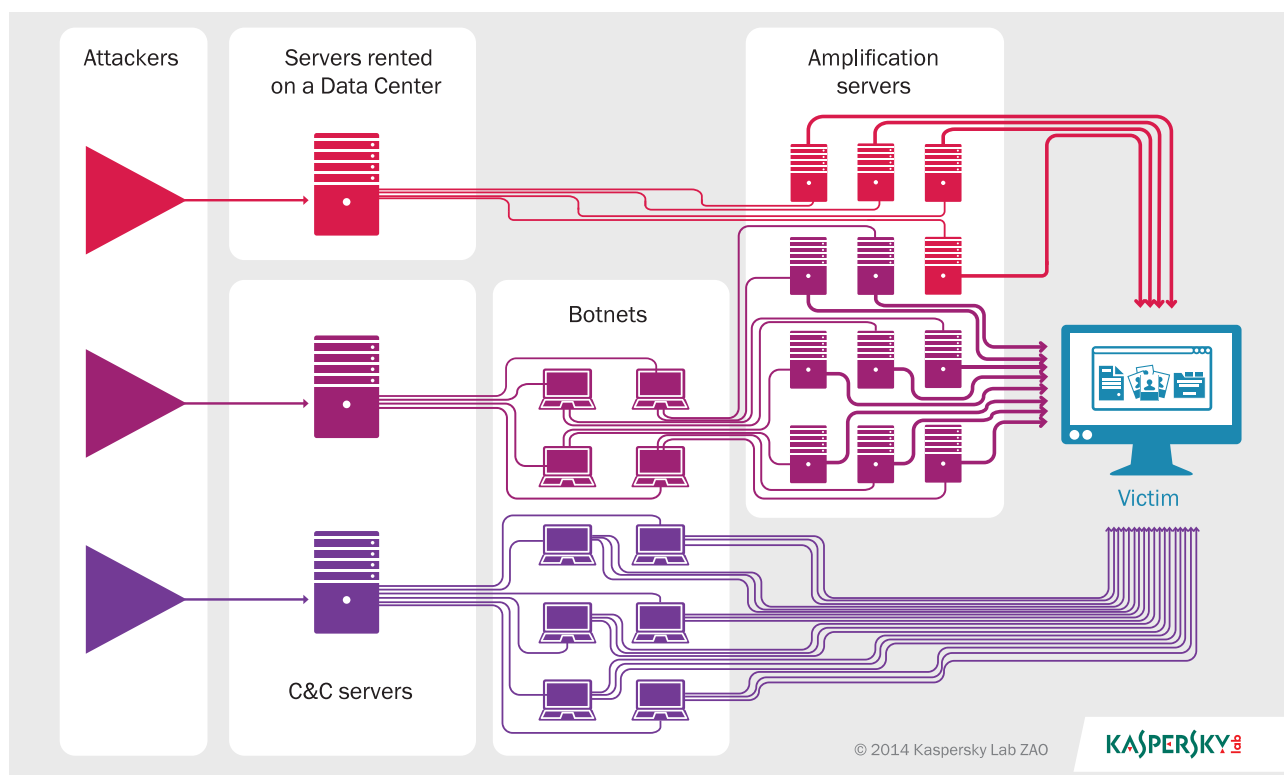 Attackers
Servers rented
on a Data Center
Amplification
servers
Botnets
Victim
C&C servers
© 2014 Kaspersky Lab ZAO
KASPERSKY lab